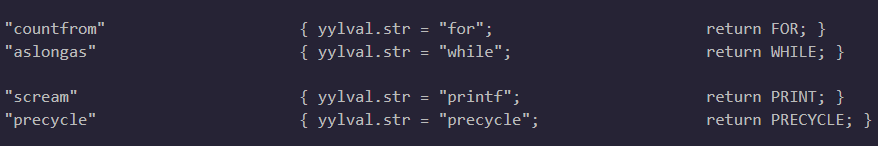 "countfrom" { yylval.str = "for"; return FOR; }
"aslongas" { yylval.str = "while"; return WHILE; }
"scream" { yylval.str = "printf"; return PRINT; }
"precycle" { yylval.str = "precycle"; return PRECYCLE; }